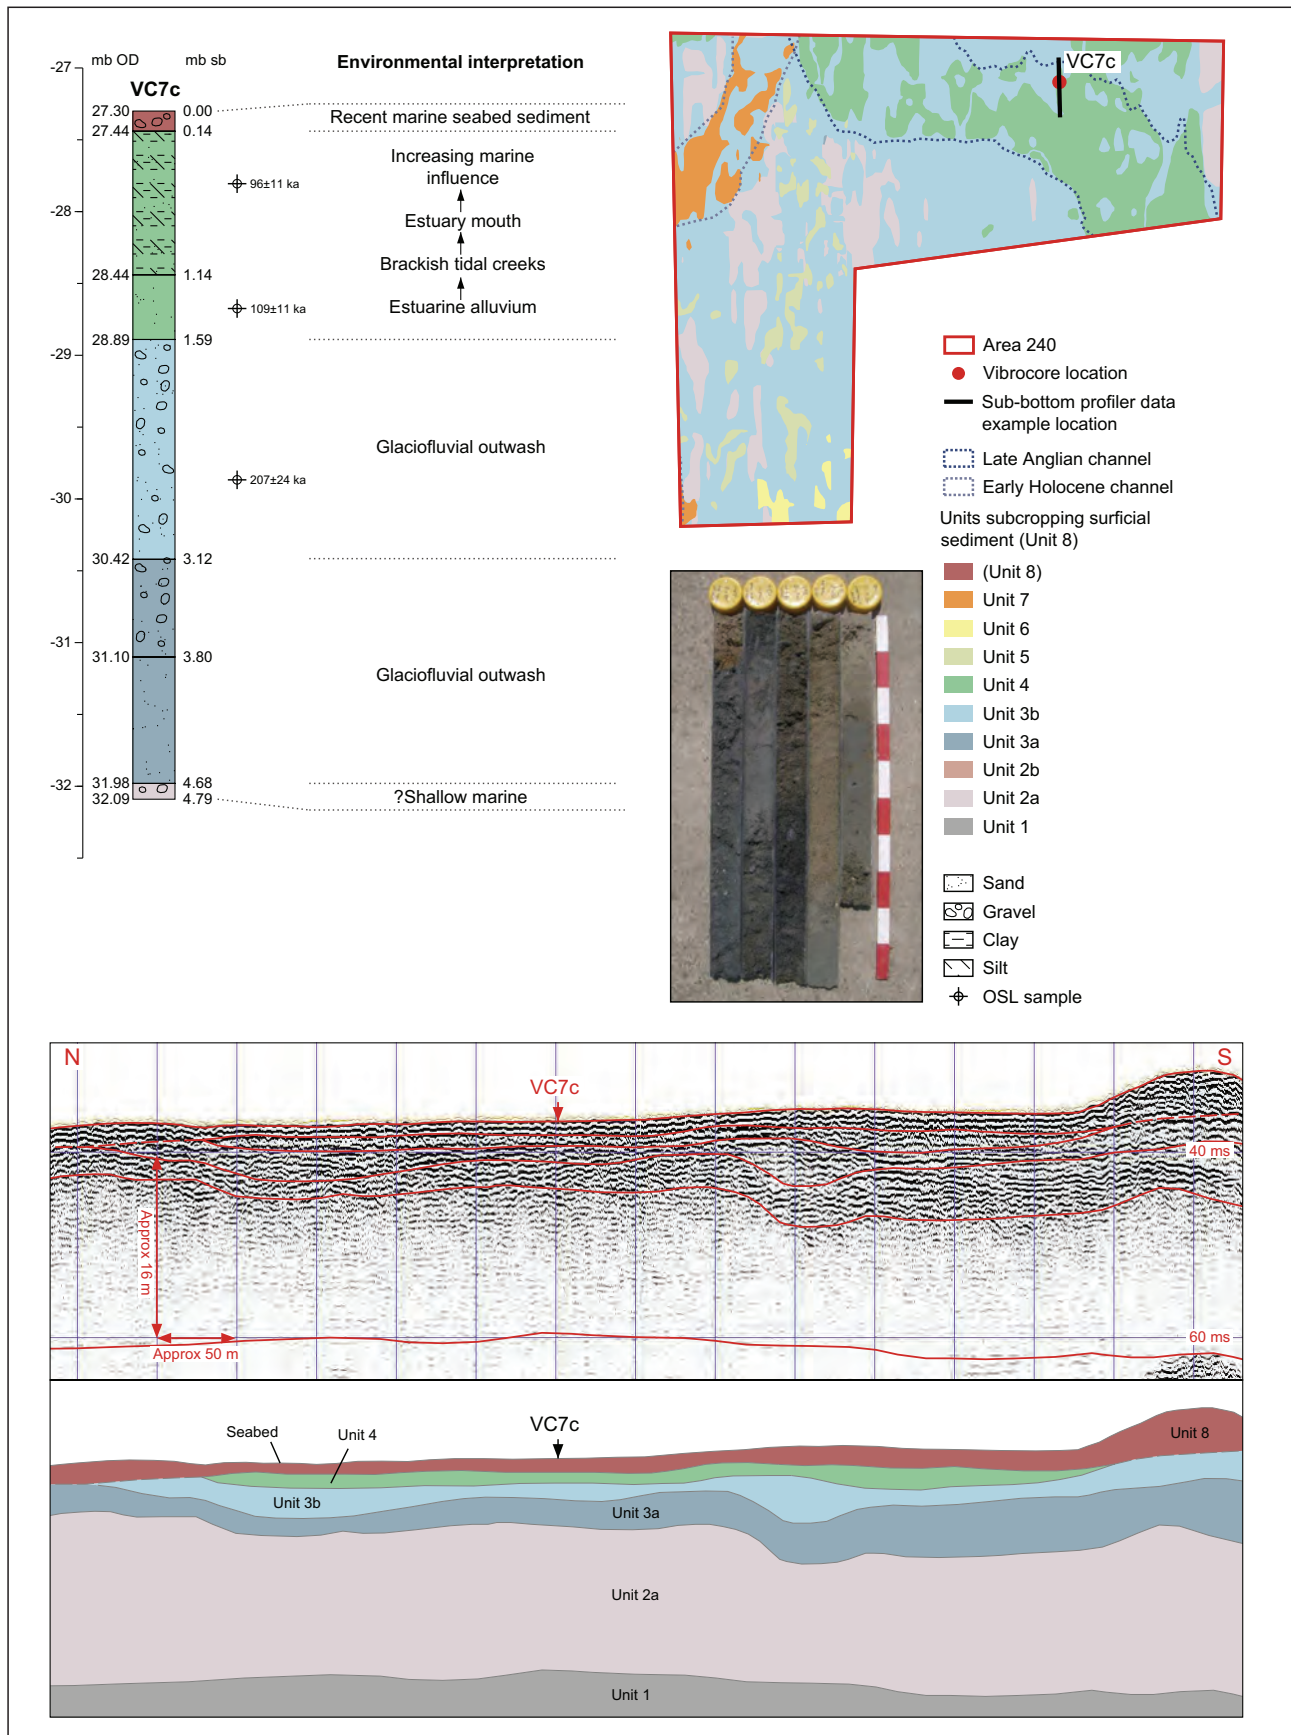 mb OD mb sb Environmental interpretation
VC7c
-27
27.30 0.00
Recent marine seabed sediment
27.44 0.14
Increasing marine
influence
96±11 ka
-28
Estuary mouth
Brackish tidal creeks
28.44 1.14
109±11 ka
Estuarine alluvium
28.89 1.59
-29
Glaciofluvial outwash
207±24 ka
-30
30.42 3.12
-31
31.10 3.80
Glaciofluvial outwash
31.98 4.68
-32
32.09 4.79
?Shallow marine
VC7c
Area 240
Vibrocore location
Sub-bottom profiler data
example location
Late Anglian channel
Early Holocene channel
Units subcropping surficial
sediment (Unit 8)
(Unit 8)
Unit 7
Unit 6
Unit 5
Unit 4
Unit 3b
Unit 3a
Unit 2b
Unit 2a
Unit 1
Sand
Gravel
Clay
Silt
OSL sample
N S
VC7c
40 ms
Approx 16 m
60 ms
Approx 50 m
VC7c
Seabed
Unit 4
Unit 8
Unit 3b
Unit 3a
Unit 2a
Unit 1